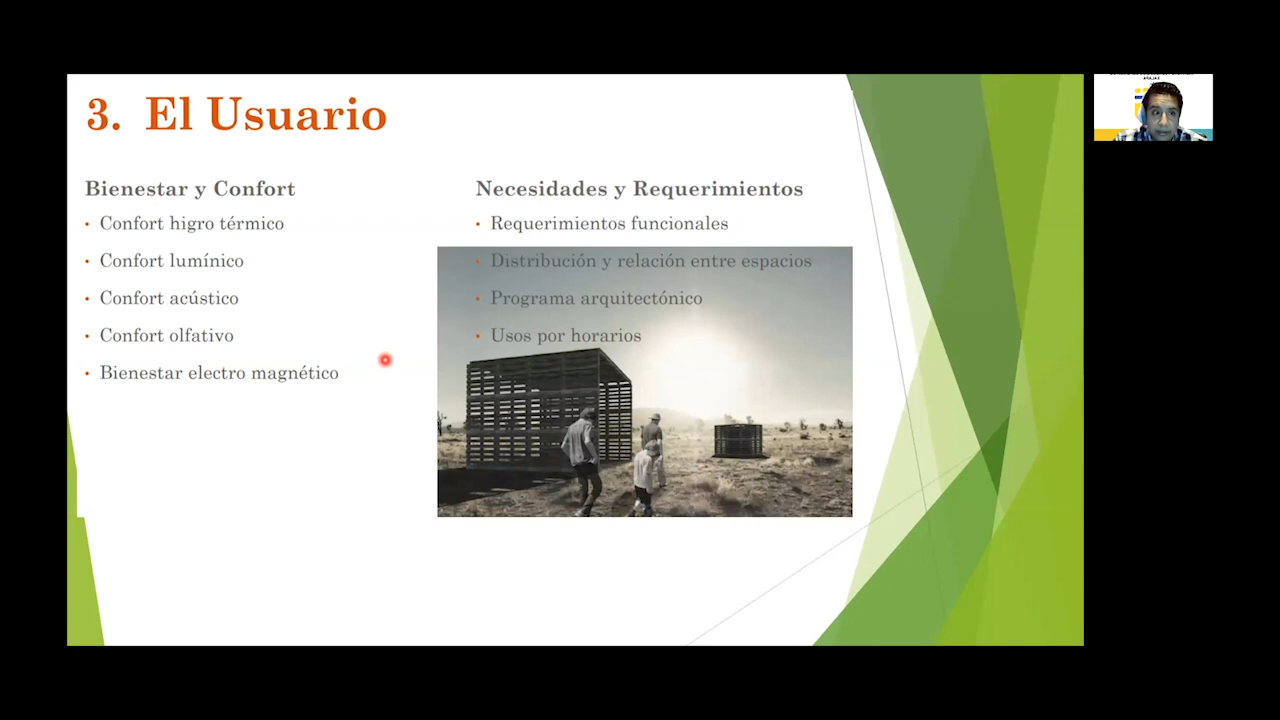 3. El Usuario
Bienestar y Confort
• Confort higro térmico
• Confort lumínico
• Confort acústico
• Confort olfativo
• Bienestar electro magnético
Necesidades y Requerimientos
• Requerimientos funcionales
• Distribución y relación entre espacios
• Programa arquitectónico
• Usos por horarios